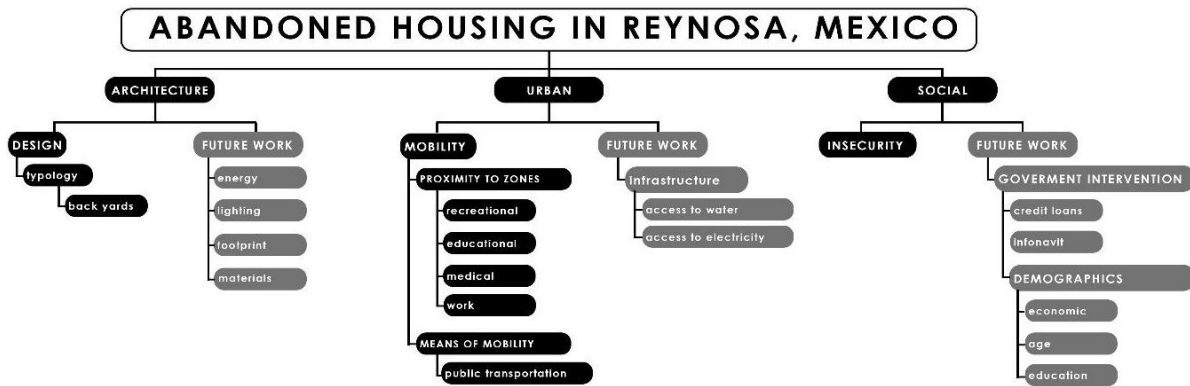 ABANDONED HOUSING IN REYNOSA, MEXICO
ARCHITECTURE
URBAN
SOCIAL
DESIGN
FUTURE WORK
typology
back yards
energy
lighting
footprint
materials
MOBILITY
FUTURE WORK
PROXIMITY TO ZONES
recreational
educational
medical
work
MEANS OF MOBILITY
public transportation
infrastructure
access to water
access to electricity
INSECURITY
FUTURE WORK
GOVERMENT INTERVENTION
credit loans
infonavit
DEMOGRAPHICS
economic
age
education